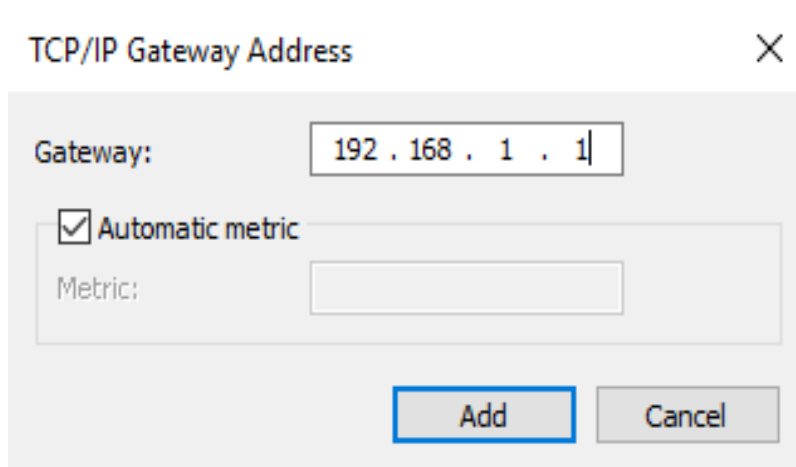 TCP/IP Gateway Address
Gateway: 192 . 168 . 1 . 1
Automatic metric
Metric:
Add Cancel